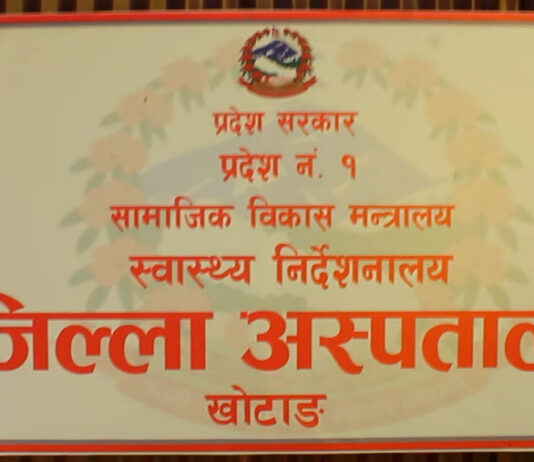 प्रदेश सरकार
प्रदेश नं. १
सामाजिक विकास मन्त्रालय
स्वास्थ्य निर्देशनालय
जिल्ला अस्पताल
खोटाङ